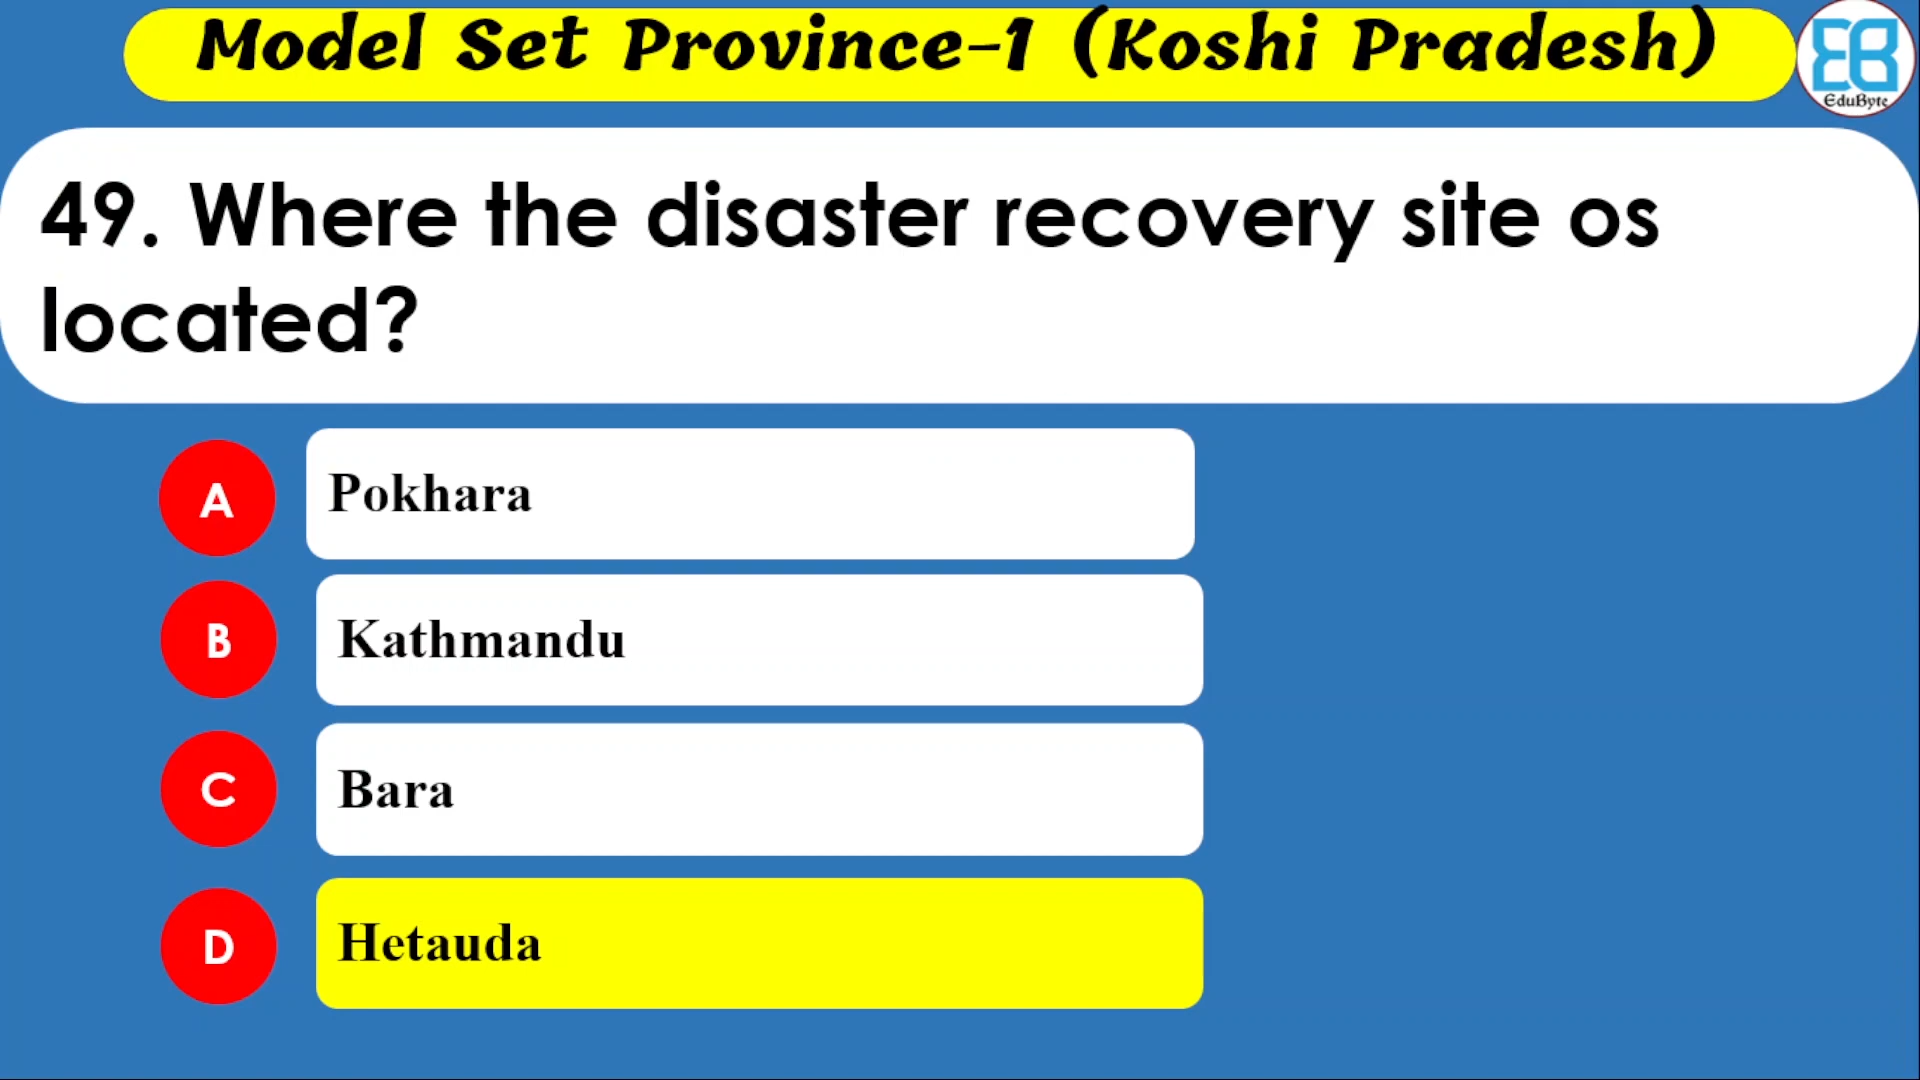 Model Set Province-1 (Koshi Pradesh)
EduByte
49. Where the disaster recovery site os
located?
A
Pokhara
B
Kathmandu
C
Bara
D
Hetauda